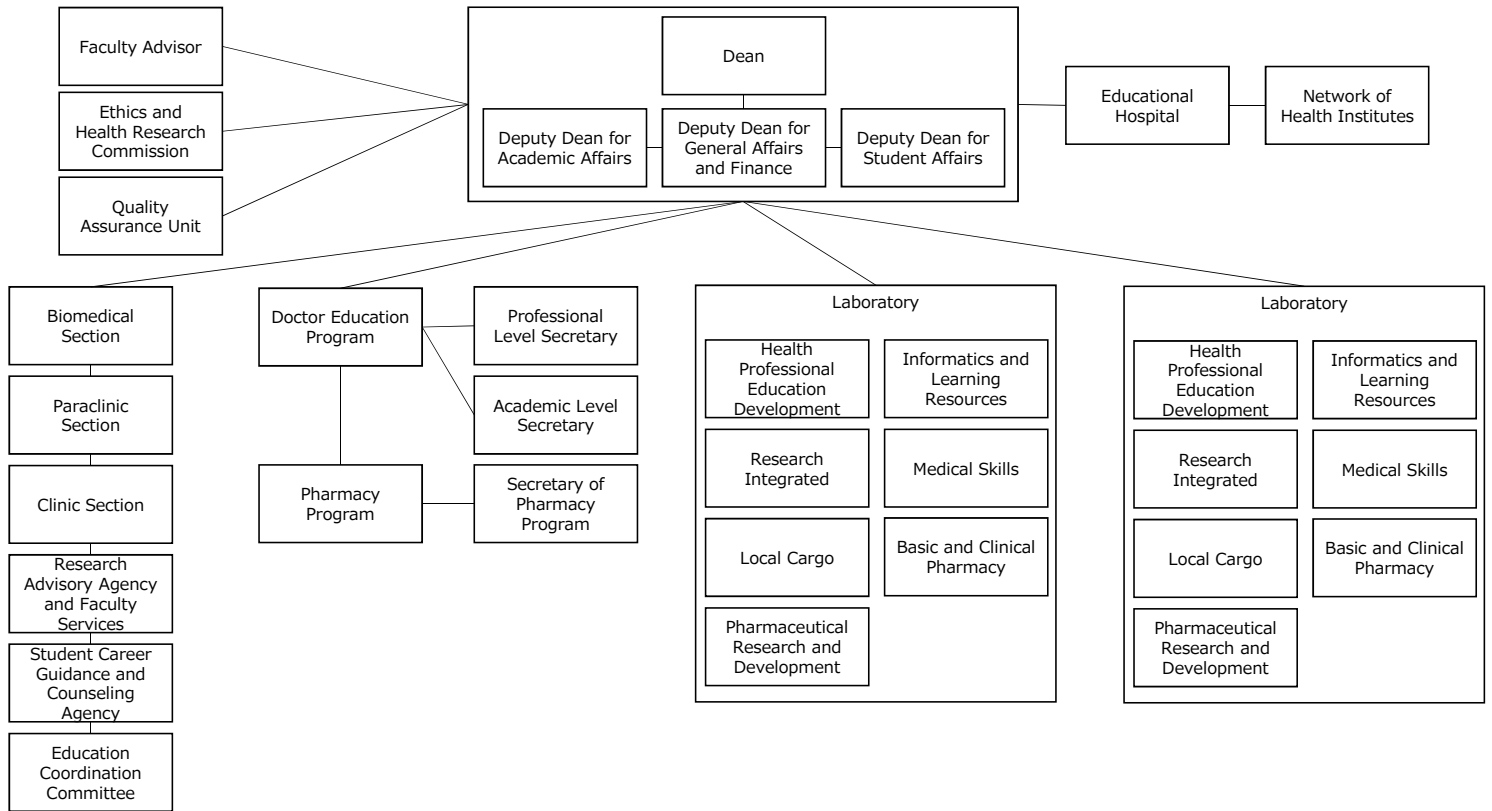 Faculty Advisor
Ethics and
Health Research
Commission
Quality
Assurance Unit
Dean
Deputy Dean for
Academic Affairs
Deputy Dean for
General Affairs
and Finance
Deputy Dean for
Student Affairs
Educational
Hospital
Network of
Health Institutes
Biomedical
Section
Paraclinic
Section
Clinic Section
Research
Advisory Agency
and Faculty
Services
Student Career
Guidance and
Counseling
Agency
Education
Coordination
Committee
Doctor Education
Program
Professional
Level Secretary
Academic Level
Secretary
Pharmacy
Program
Secretary of
Pharmacy
Program
Laboratory
Health
Professional
Education
Development
Informatics and
Learning
Resources
Research
Integrated
Medical Skills
Local Cargo
Basic and Clinical
Pharmacy
Pharmaceutical
Research and
Development
Laboratory
Health
Professional
Education
Development
Informatics and
Learning
Resources
Research
Integrated
Medical Skills
Local Cargo
Basic and Clinical
Pharmacy
Pharmaceutical
Research and
Development